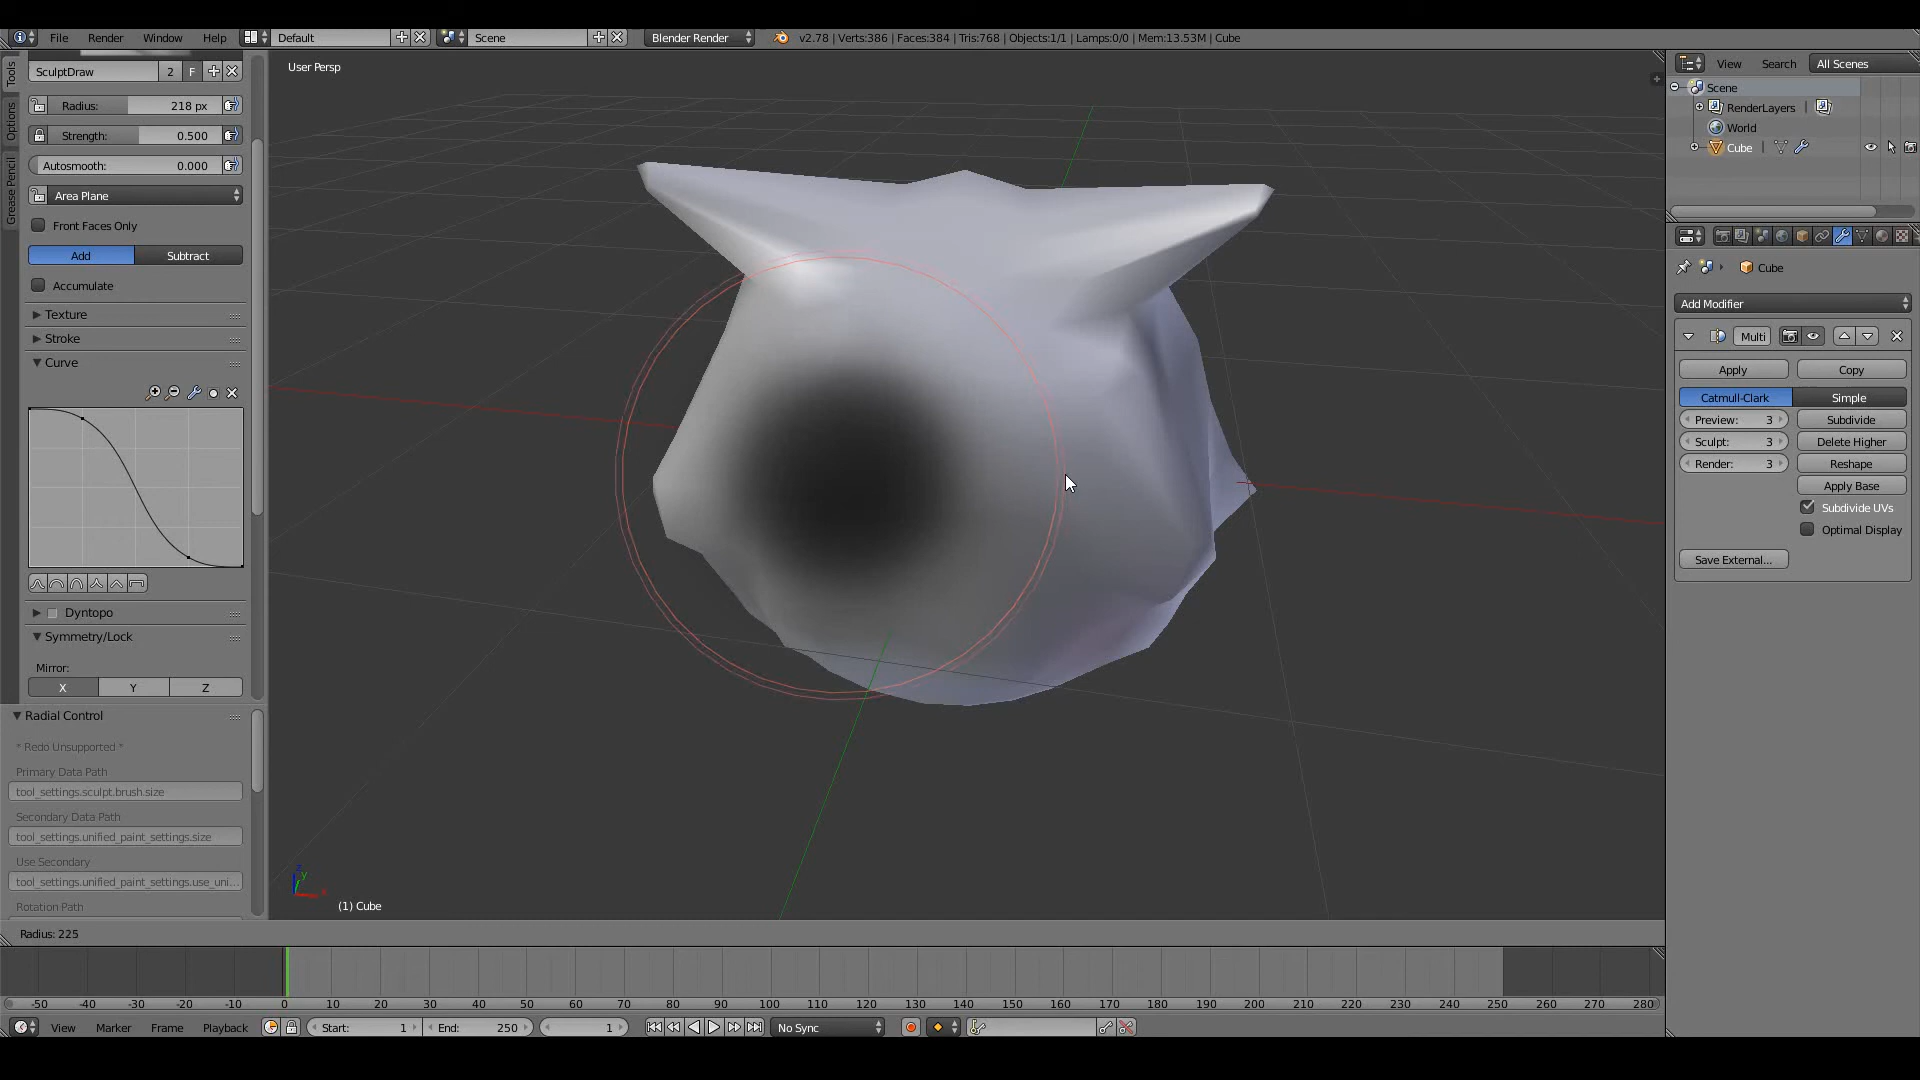 File Render Window Help Default Scene Blender Render v2.78 | Verts:386 | Faces:384 | Tris:768 | Objects:1/1 | Lamps:0/0 | Mem:13.53M | Cube
Tools
Options
Grease Pencil
SculptDraw 2 F
Radius: 218 px
Strength: 0.500
Autosmooth: 0.000
Area Plane
Front Faces Only
Add Subtract
Accumulate
Texture
Stroke
Curve
Dyntopo
Symmetry/Lock
Mirror:
X Y Z
Radial Control
* Redo Unsupported *
Primary Data Path
tool_settings.sculpt.brush.size
Secondary Data Path
tool_settings.unified_paint_settings.size
Use Secondary
tool_settings.unified_paint_settings.use_uni...
Rotation Path
User Persp
(1) Cube
Radius: 225
View Search All Scenes
Scene
RenderLayers
World
Cube
Cube
Add Modifier
Multi
Apply Copy
Catmull-Clark Simple
Preview: 3 Subdivide
Sculpt: 3 Delete Higher
Render: 3 Reshape
Apply Base
Subdivide UVs
Optimal Display
Save External...
-50 -40 -30 -20 -10 0 10 20 30 40 50 60 70 80 90 100 110 120 130 140 150 160 170 180 190 200 210 220 230 240 250 260 270 280
View Marker Frame Playback Start: 1 End: 250 1 No Sync